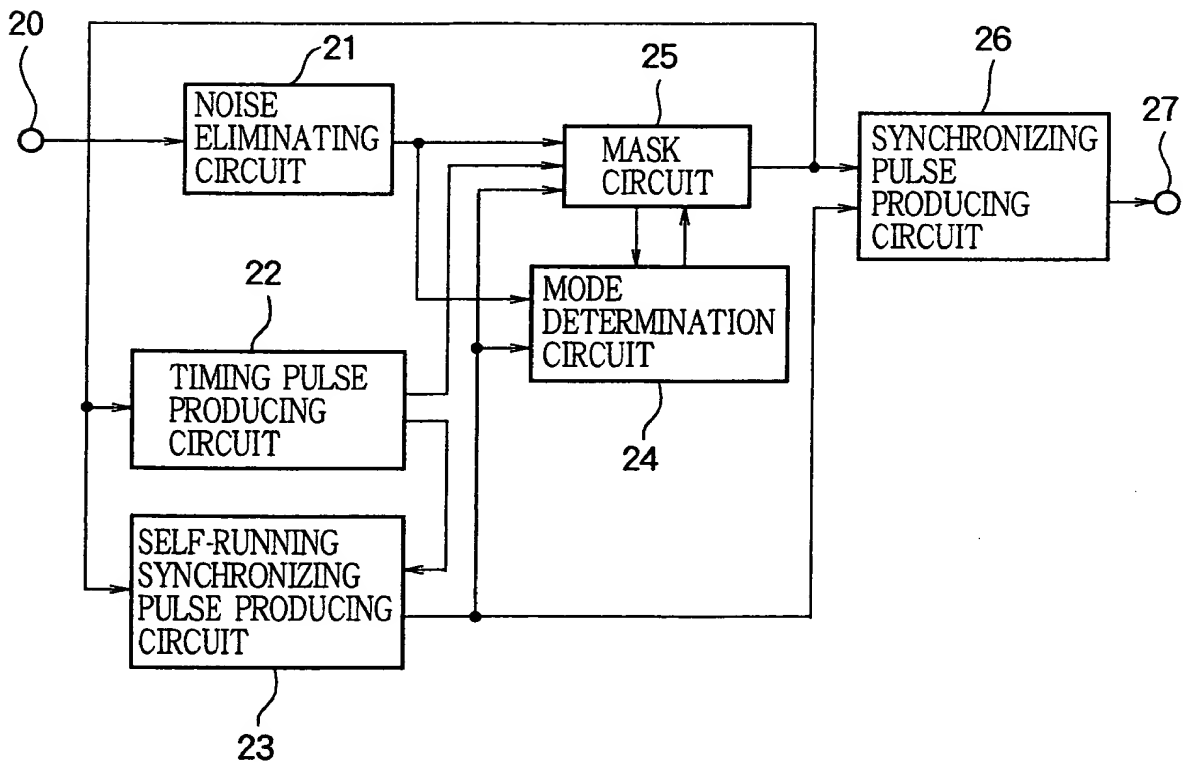 20
21
25
26
27
NOISE
ELIMINATING
CIRCUIT
MASK
CIRCUIT
SYNCHRONIZING
PULSE
PRODUCING
CIRCUIT
22
MODE
DETERMINATION
CIRCUIT
24
TIMING PULSE
PRODUCING
CIRCUIT
SELF-RUNNING
SYNCHRONIZING
PULSE PRODUCING
CIRCUIT
23